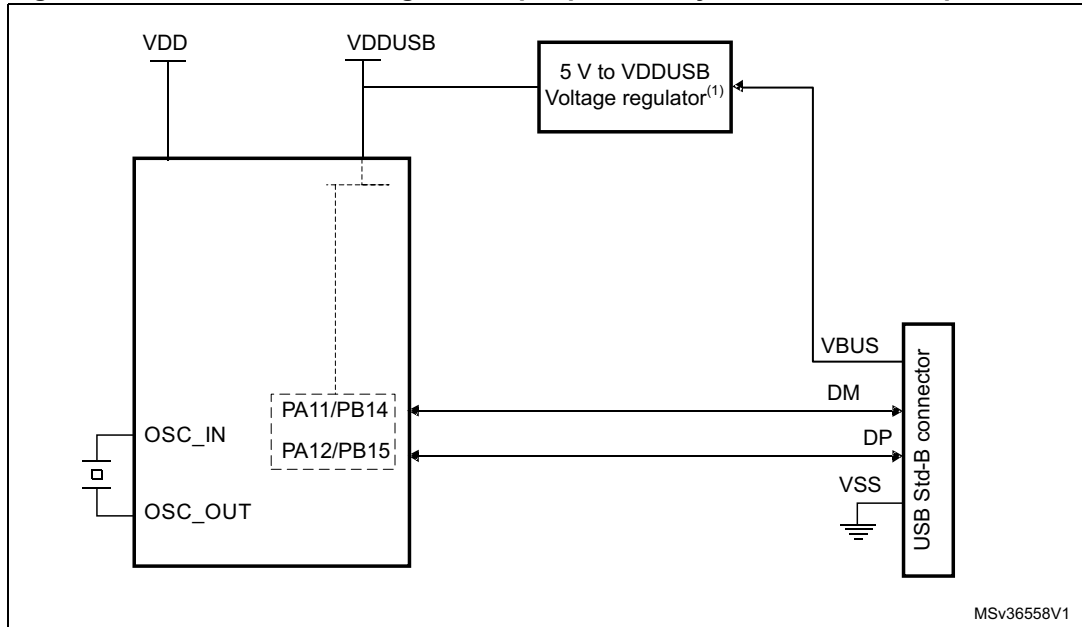 VDD
VDDUSB
5 V to VDDUSB
Voltage regulator(1)
VBUS
DM
PA11/PB14
DP
OSC_IN
PA12/PB15
VSS
OSC_OUT
USB Std-B connector
MSv36558V1